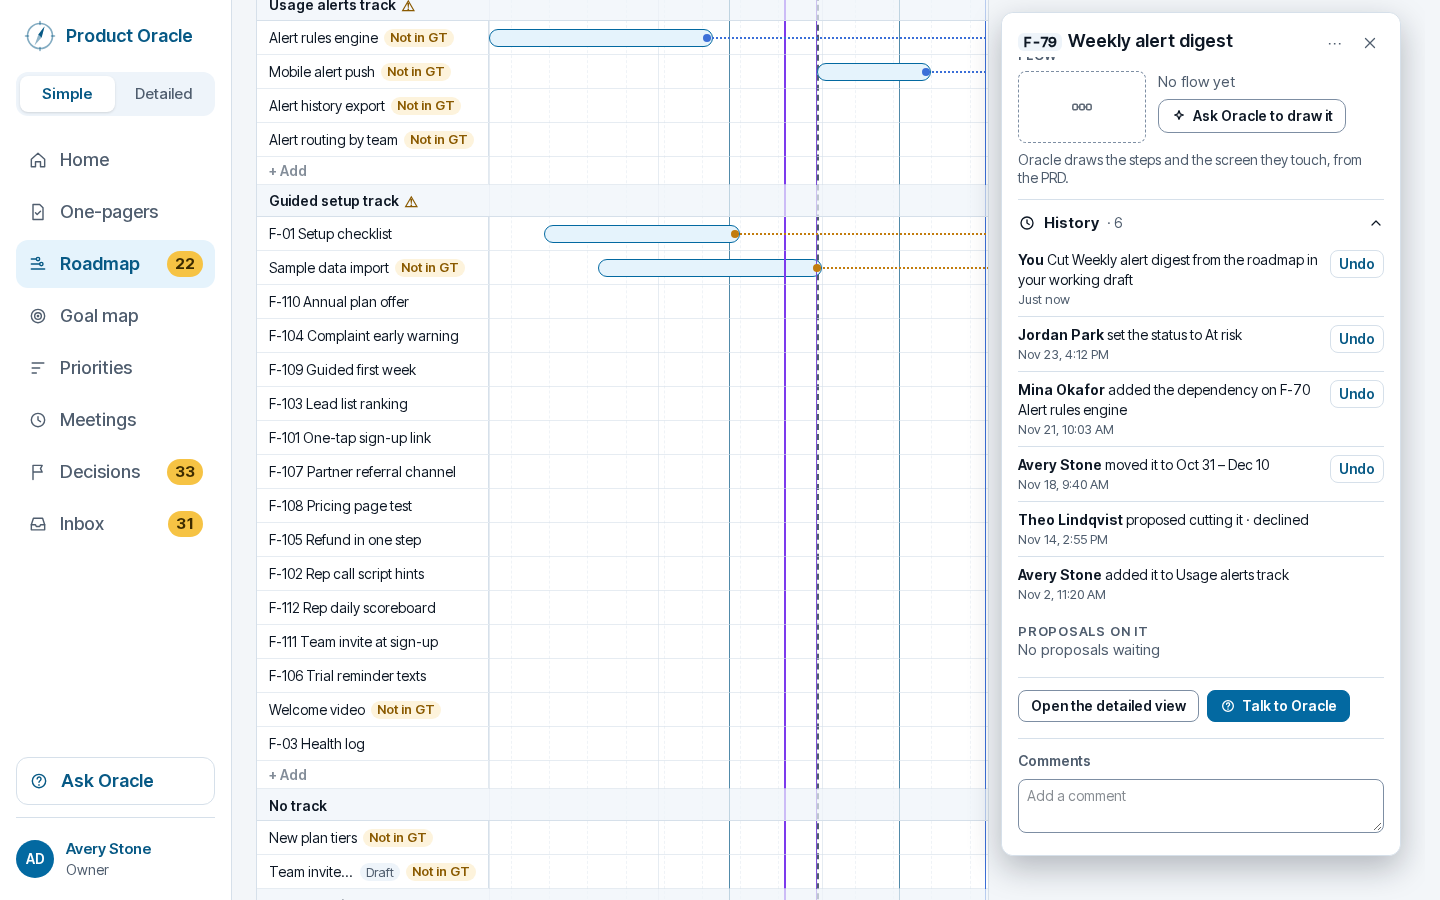 Product Oracle
Simple
Detailed
Home
One-pagers
Roadmap
22
Goal map
Priorities
Meetings
Decisions
33
Inbox
31
Ask Oracle
AD
Avery Stone
Owner
Usage alerts track
Alert rules engine Not in GT
Mobile alert push Not in GT
Alert history export Not in GT
Alert routing by team Not in GT
+ Add
Guided setup track
F-01 Setup checklist
Sample data import Not in GT
F-110 Annual plan offer
F-104 Complaint early warning
F-109 Guided first week
F-103 Lead list ranking
F-101 One-tap sign-up link
F-107 Partner referral channel
F-108 Pricing page test
F-105 Refund in one step
F-102 Rep call script hints
F-112 Rep daily scoreboard
F-111 Team invite at sign-up
F-106 Trial reminder texts
Welcome video Not in GT
F-03 Health log
+ Add
No track
New plan tiers Not in GT
Team invite... Draft Not in GT
F-79 Weekly alert digest
FLOW
No flow yet
Ask Oracle to draw it
Oracle draws the steps and the screen they touch, from
the PRD.
History · 6
You Cut Weekly alert digest from the roadmap in
your working draft
Just now
Undo
Jordan Park set the status to At risk
Nov 23, 4:12 PM
Undo
Mina Okafor added the dependency on F-70
Alert rules engine
Nov 21, 10:03 AM
Undo
Avery Stone moved it to Oct 31 – Dec 10
Nov 18, 9:40 AM
Undo
Theo Lindqvist proposed cutting it · declined
Nov 14, 2:55 PM
Avery Stone added it to Usage alerts track
Nov 2, 11:20 AM
PROPOSALS ON IT
No proposals waiting
Open the detailed view
Talk to Oracle
Comments
Add a comment